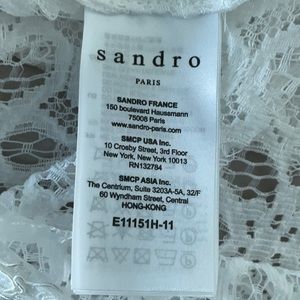 sandro
PARIS
SANDRO FRANCE
150 boulevard Haussmann
75008 Paris
www.sandro-paris.com
SMCP USA Inc.
10 Crosby Street, 3rd Floor
New York, New York 10013
RN132784
SMCP ASIA Inc.
The Centrium, Suite 3203A-5A, 32/F
60 Wyndham Street, Central
HONG-KONG
E11151H-11